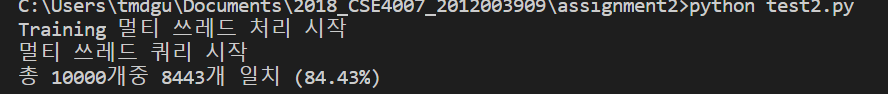 C:\Users\tmdgu\Documents\2018_CSE4007_2012003909\assignment2>python test2.py
Training 멀티 쓰레드 처리 시작
멀티 쓰레드 쿼리 시작
총 10000개중 8443개 일치 (84.43%)